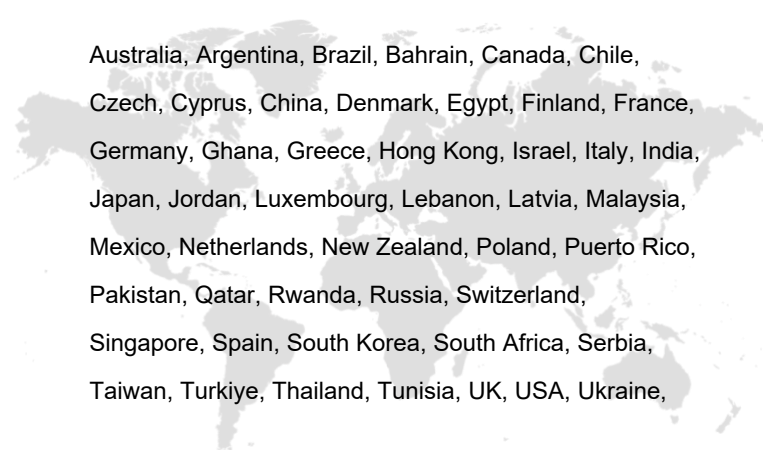 Australia, Argentina, Brazil, Bahrain, Canada, Chile,
Czech, Cyprus, China, Denmark, Egypt, Finland, France,
Germany, Ghana, Greece, Hong Kong, Israel, Italy, India,
Japan, Jordan, Luxembourg, Lebanon, Latvia, Malaysia,
Mexico, Netherlands, New Zealand, Poland, Puerto Rico,
Pakistan, Qatar, Rwanda, Russia, Switzerland,
Singapore, Spain, South Korea, South Africa, Serbia,
Taiwan, Turkiye, Thailand, Tunisia, UK, USA, Ukraine,